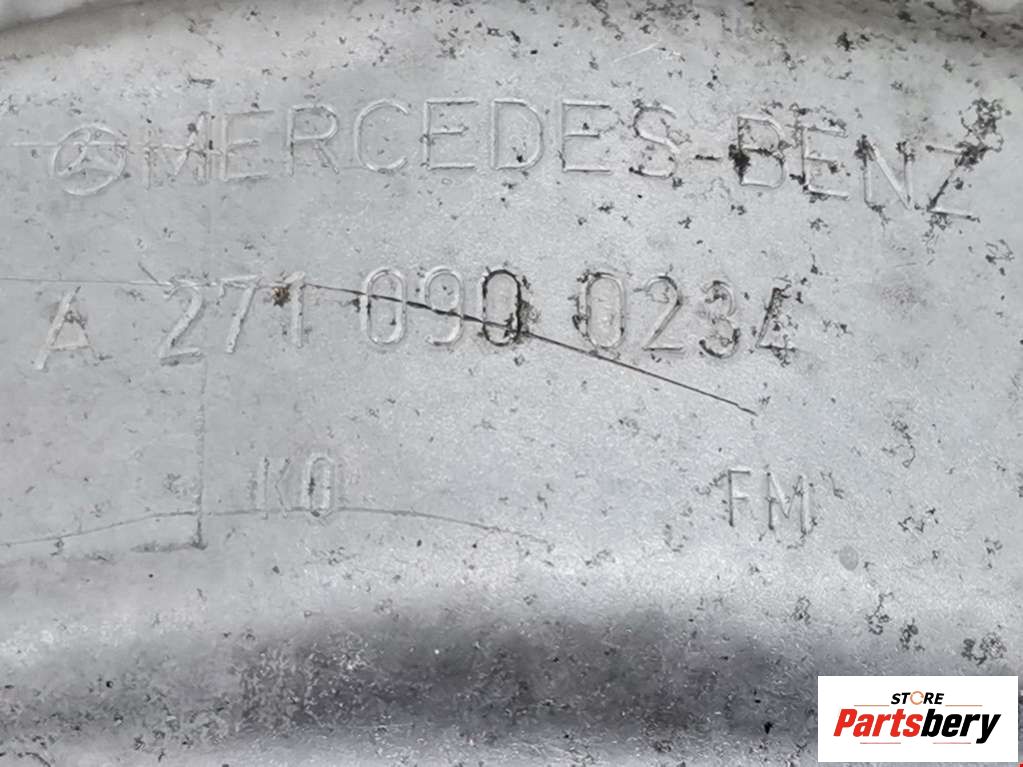 MERCEDES-BENZ
A 271 090 0234
KO FM
STORE
Partsbery